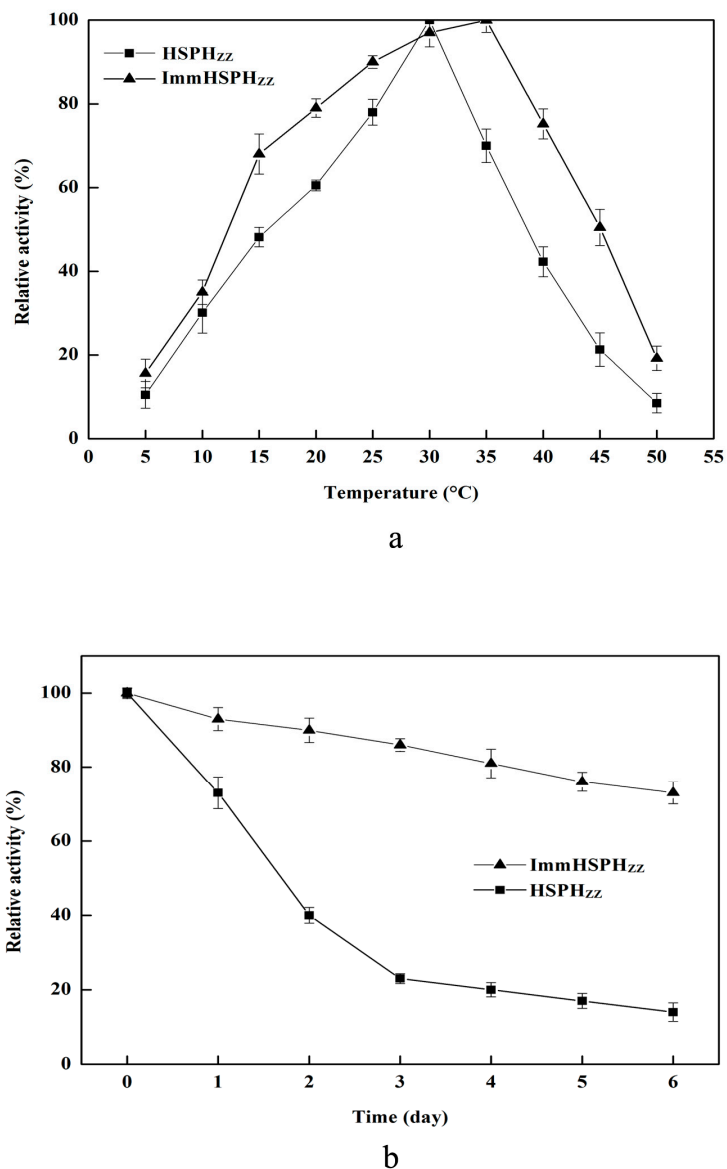 100
80
60
40
20
0
Relative activity (%)
HSPHZZ
ImmHSPHZZ
0 5 10 15 20 25 30 35 40 45 50 55
Temperature (°C)
a
100
80
60
40
20
0
Relative activity (%)
ImmHSPHZZ
HSPHZZ
0 1 2 3 4 5 6
Time (day)
b